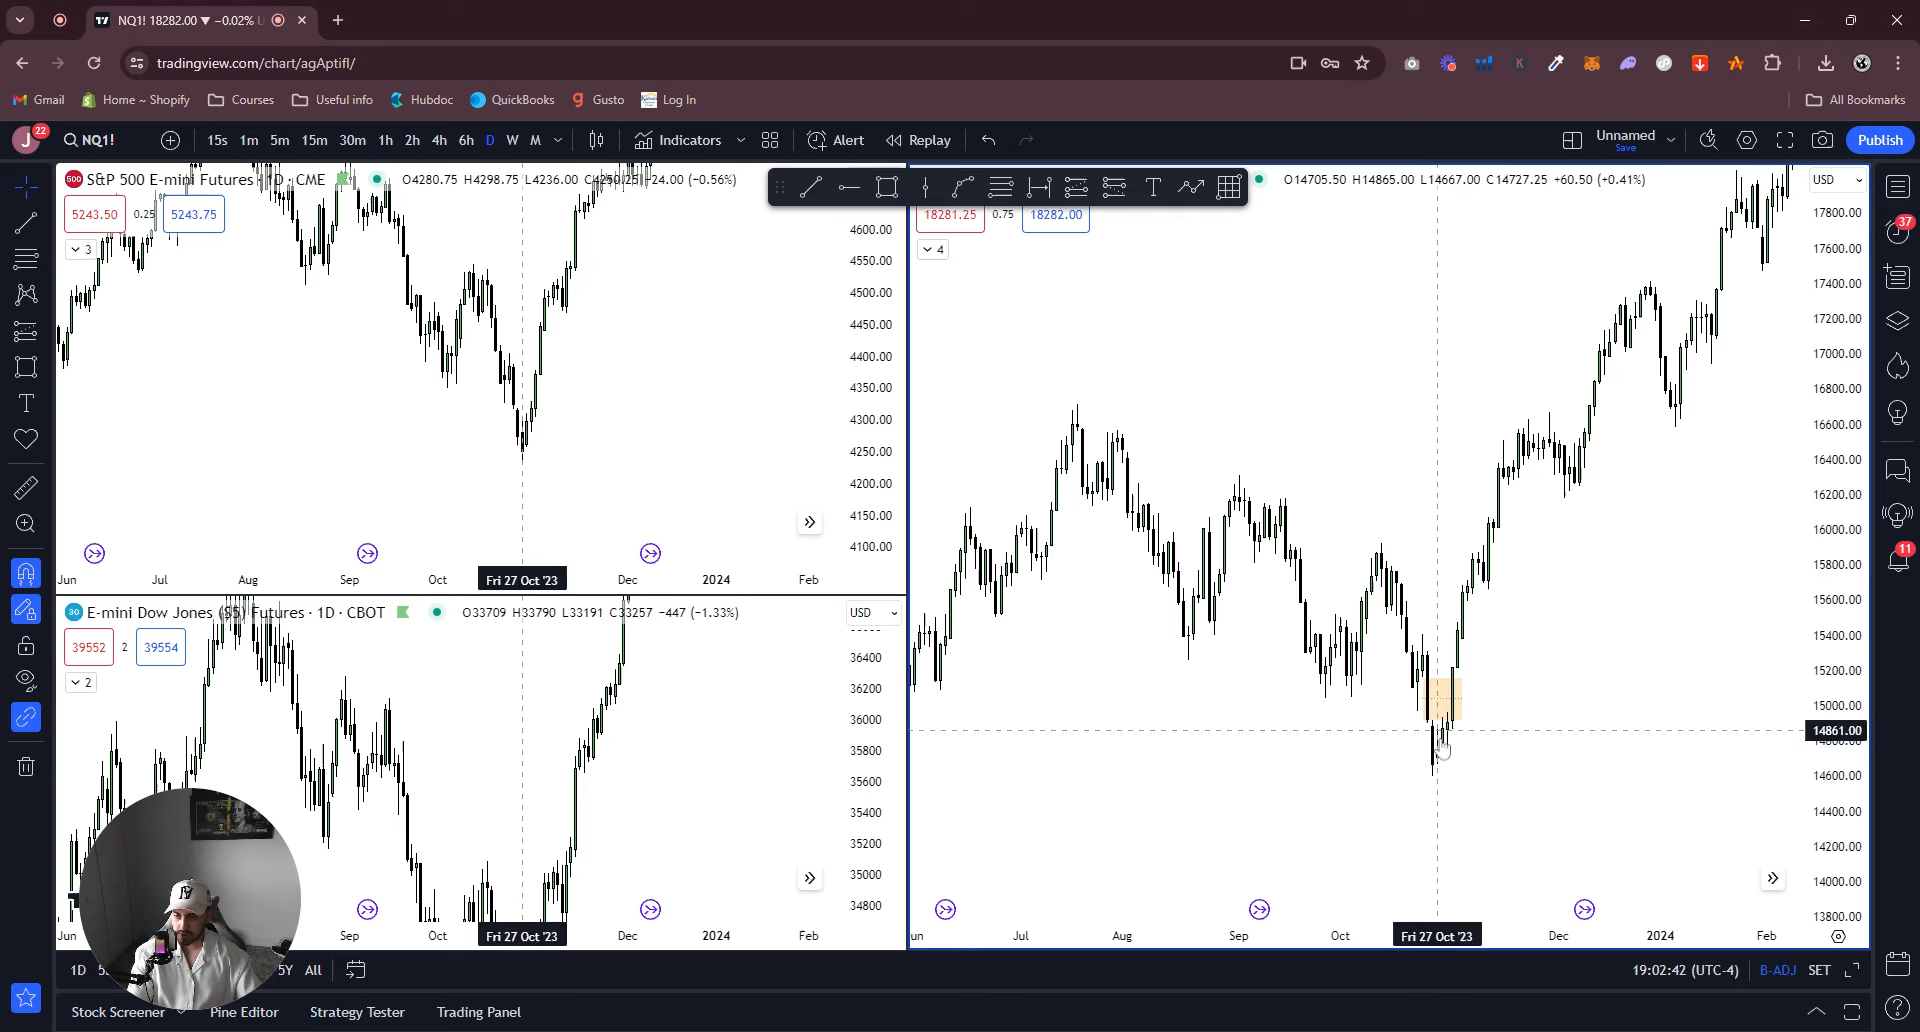 NQ1! 18282.00 ▼ −0.02% U
tradingview.com/chart/agAptifl/
Gmail
Home ~ Shopify
Courses
Useful info
Hubdoc
QuickBooks
Gusto
Log In
All Bookmarks
J 22
NQ1!
15s 1m 5m 15m 30m 1h 2h 4h 6h D W M
Indicators
Alert
Replay
Unnamed
Save
Publish
500 S&P 500 E-mini Futures · 1D · CME O4280.75 H4298.75 L4236.00 C4250.25 −24.00 (−0.56%)
5243.50 0.25 5243.75
3
4600.00
4550.00
4500.00
4450.00
4400.00
4350.00
4300.00
4250.00
4200.00
4150.00
4100.00
Jun Jul Aug Sep Oct Fri 27 Oct '23 Dec 2024 Feb
30 E-mini Dow Jones ($5) Futures · 1D · CBOT O33709 H33790 L33191 C33257 −447 (−1.33%)
USD
39552 2 39554
2
36400
36200
36000
35800
35600
35400
35200
35000
34800
Jun Sep Oct Fri 27 Oct '23 Dec 2024 Feb
O14705.50 H14865.00 L14667.00 C14727.25 +60.50 (+0.41%)
USD
18281.25 0.75 18282.00
4
17800.00
17600.00
17400.00
17200.00
17000.00
16800.00
16600.00
16400.00
16200.00
16000.00
15800.00
15600.00
15400.00
15200.00
15000.00
14861.00
14600.00
14400.00
14200.00
14000.00
13800.00
Jul Aug Sep Oct Fri 27 Oct '23 Dec 2024 Feb
37
11
1D 5Y All
19:02:42 (UTC-4) B-ADJ SET
Stock Screener
Pine Editor
Strategy Tester
Trading Panel